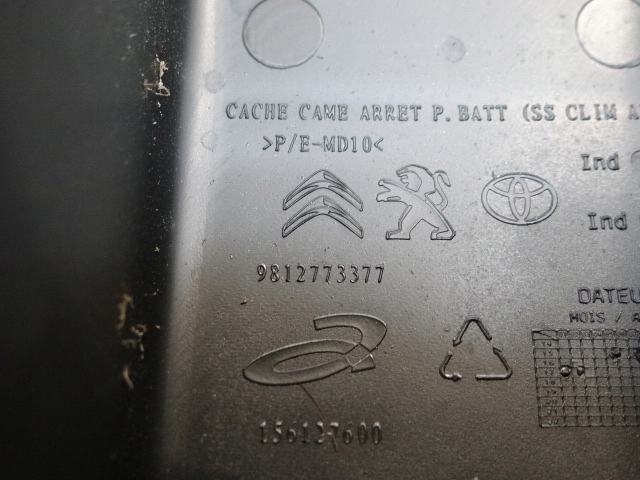 CACHE CAME ARRET P. BATT (SS CLIM A
>P/E-MD10<
Ind
Ind
9812773377
DATEU
MOIS / A
156127600